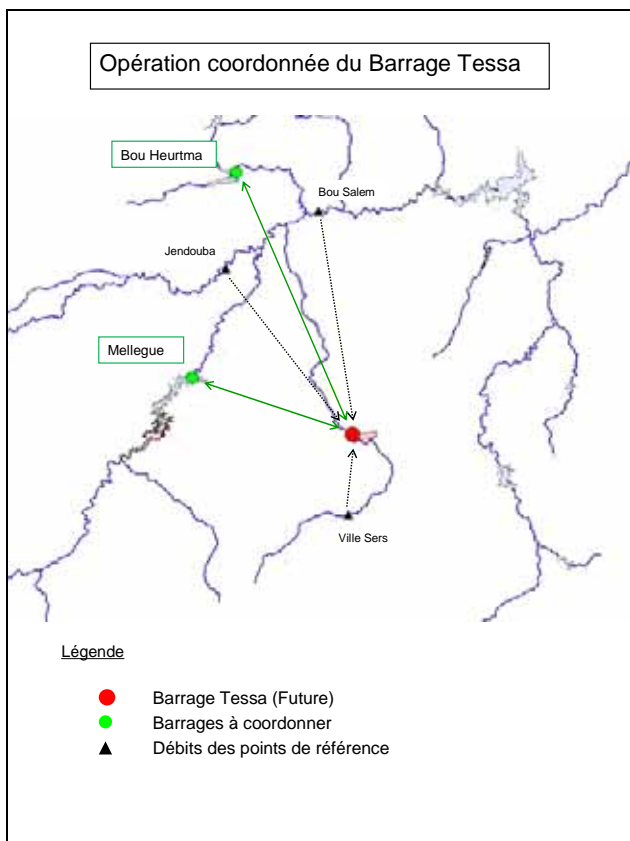 Opération coordonnée du Barrage Tessa
Bou Heurtma
Bou Salem
Jendouba
Mellegue
Ville Sers
Légende
Barrage Tessa (Future)
Barrages à coordonner
Débits des points de référence